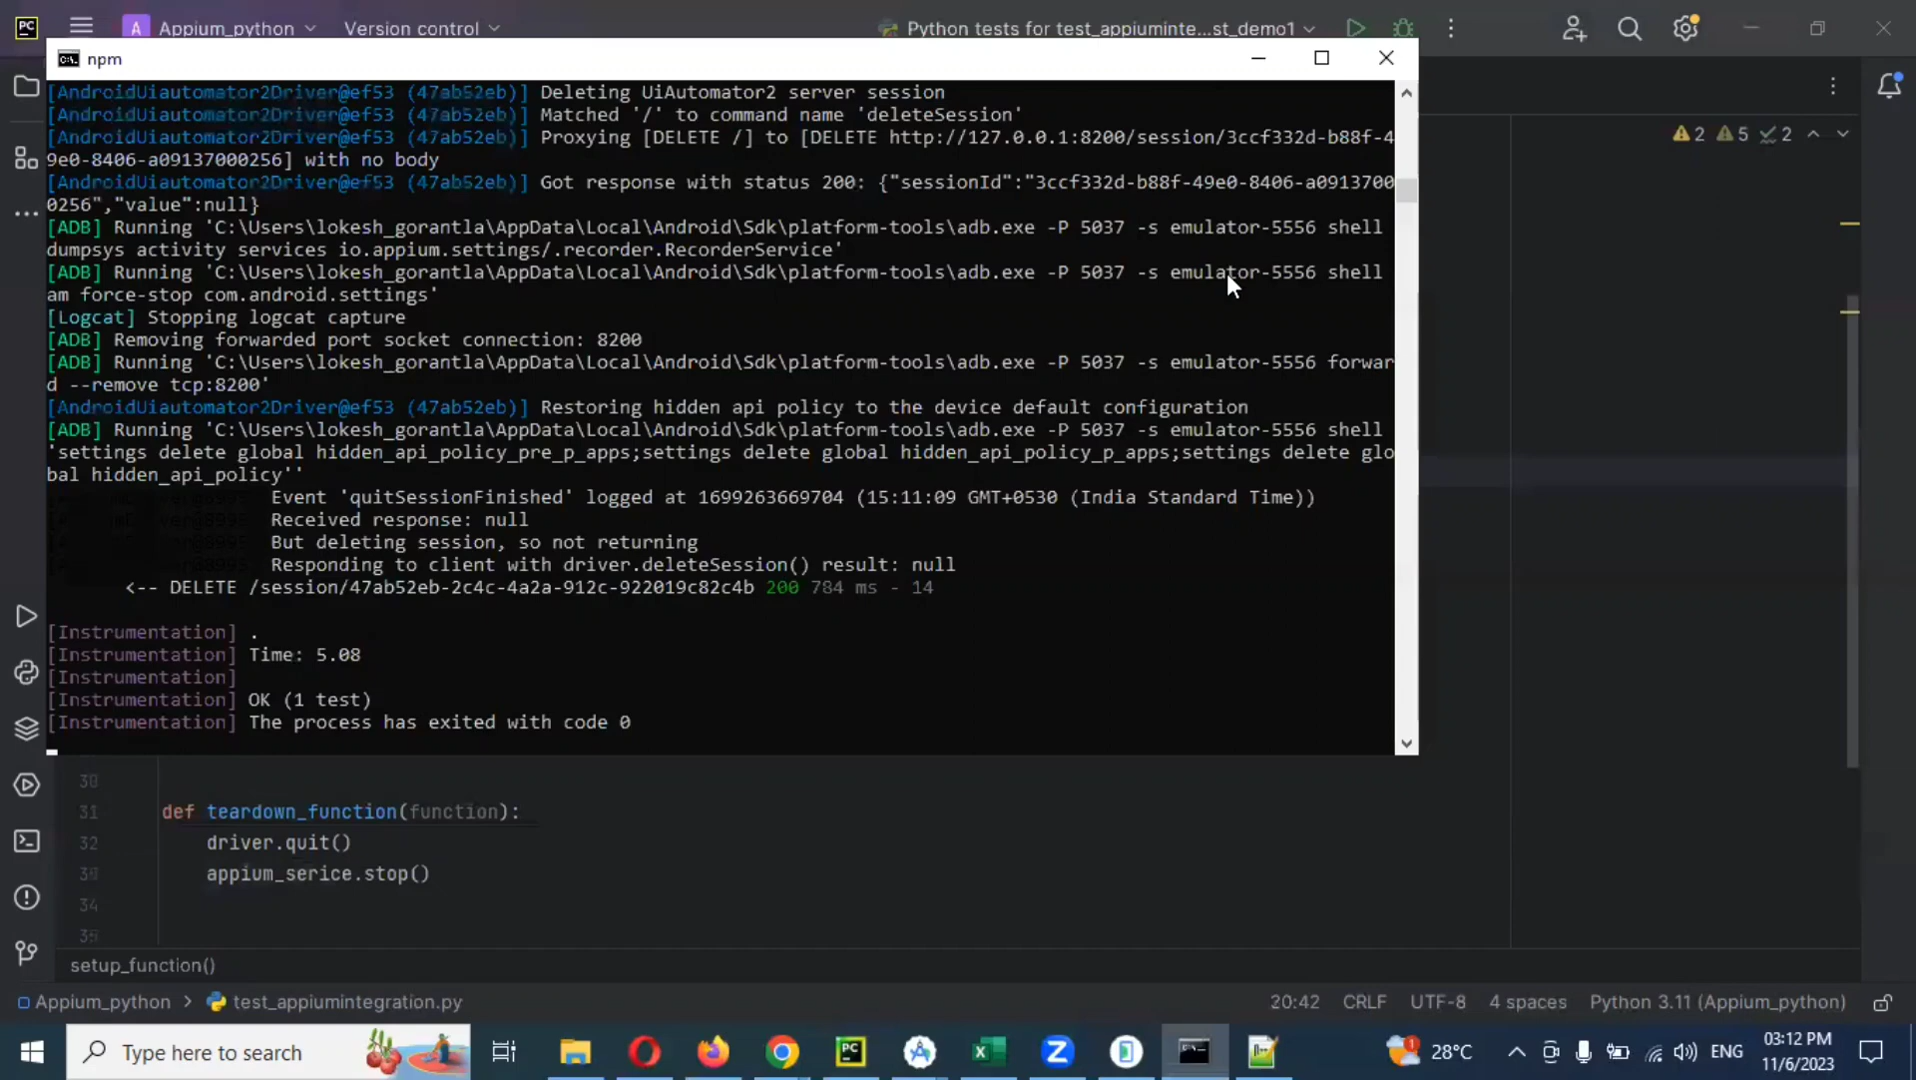 PC
A
Appium_python
Version control
Python tests for test_appiuminte...st_demo1
npm
[AndroidUiautomator2Driver@ef53 (47ab52eb)] Deleting UiAutomator2 server session
[AndroidUiautomator2Driver@ef53 (47ab52eb)] Matched '/' to command name 'deleteSession'
[AndroidUiautomator2Driver@ef53 (47ab52eb)] Proxying [DELETE /] to [DELETE http://127.0.0.1:8200/session/3ccf332d-b88f-4
9e0-8406-a09137000256] with no body
[AndroidUiautomator2Driver@ef53 (47ab52eb)] Got response with status 200: {"sessionId":"3ccf332d-b88f-49e0-8406-a0913700
0256","value":null}
[ADB] Running 'C:\Users\lokesh_gorantla\AppData\Local\Android\Sdk\platform-tools\adb.exe -P 5037 -s emulator-5556 shell
dumpsys activity services io.appium.settings/.recorder.RecorderService'
[ADB] Running 'C:\Users\lokesh_gorantla\AppData\Local\Android\Sdk\platform-tools\adb.exe -P 5037 -s emulator-5556 shell
am force-stop com.android.settings'
[Logcat] Stopping logcat capture
[ADB] Removing forwarded port socket connection: 8200
[ADB] Running 'C:\Users\lokesh_gorantla\AppData\Local\Android\Sdk\platform-tools\adb.exe -P 5037 -s emulator-5556 forwar
d --remove tcp:8200'
[AndroidUiautomator2Driver@ef53 (47ab52eb)] Restoring hidden api policy to the device default configuration
[ADB] Running 'C:\Users\lokesh_gorantla\AppData\Local\Android\Sdk\platform-tools\adb.exe -P 5037 -s emulator-5556 shell
'settings delete global hidden_api_policy_pre_p_apps;settings delete global hidden_api_policy_p_apps;settings delete glo
bal hidden_api_policy''
Event 'quitSessionFinished' logged at 1699263669704 (15:11:09 GMT+0530 (India Standard Time))
Received response: null
But deleting session, so not returning
Responding to client with driver.deleteSession() result: null
<-- DELETE /session/47ab52eb-2c4c-4a2a-912c-922019c82c4b 200 784 ms - 14
[Instrumentation] .
[Instrumentation] Time: 5.08
[Instrumentation]
[Instrumentation] OK (1 test)
[Instrumentation] The process has exited with code 0
2 5 2
30
31 def teardown_function(function):
32 driver.quit()
appium_serice.stop()
34
setup_function()
Appium_python > test_appiumintegration.py
20:42 CRLF UTF-8 4 spaces Python 3.11 (Appium_python)
Type here to search
28°C
ENG
03:12 PM
11/6/2023